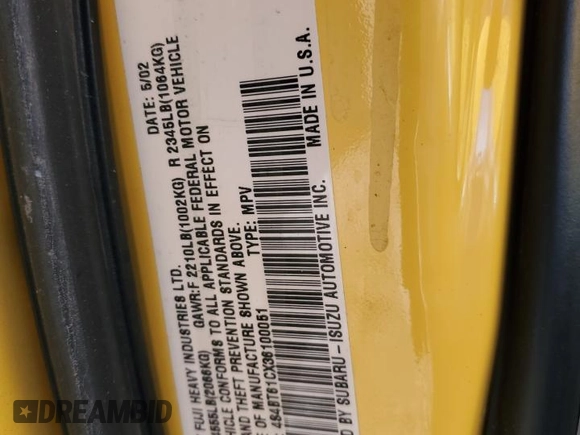 FUJI HEAVY INDUSTRIES LTD. DATE: 5/02
4555LB(2066KG) GAWR: F 2210LB(1002KG) R 2345LB(1064KG)
CONFORMS TO ALL APPLICABLE FEDERAL MOTOR VEHICLE
AND THEFT PREVENTION STANDARDS IN EFFECT ON
SHOWN ABOVE.
4S4BT61CX36100051 TYPE: MPV
BY SUBARU-ISUZU AUTOMOTIVE INC. MADE IN U.S.A.
DREAMBID